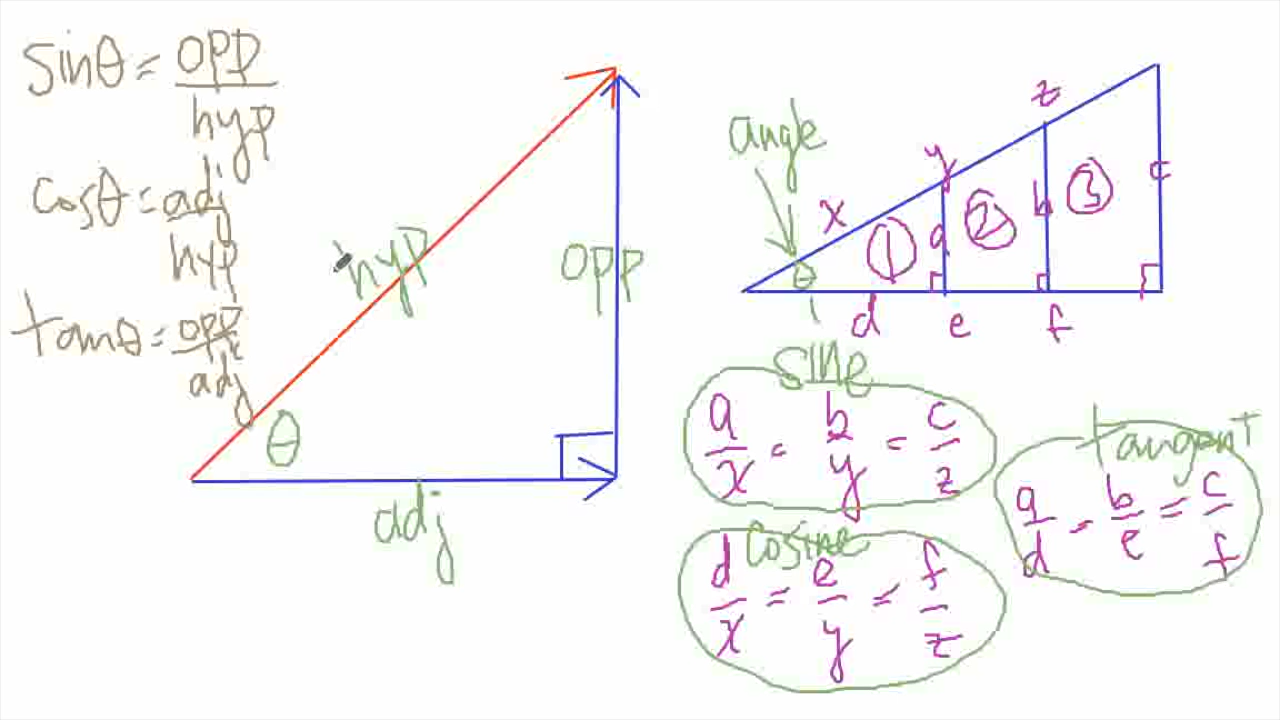 sinθ = opp/hyp
cosθ = adj/hyp
tanθ = opp/adj
hyp
opp
θ
adj
angle
θ
x
y
z
①
②
③
a
b
c
d
e
f
sine
a/x = b/y = c/z
cosine
d/x = e/y = f/z
tangent
a/d = b/e = c/f